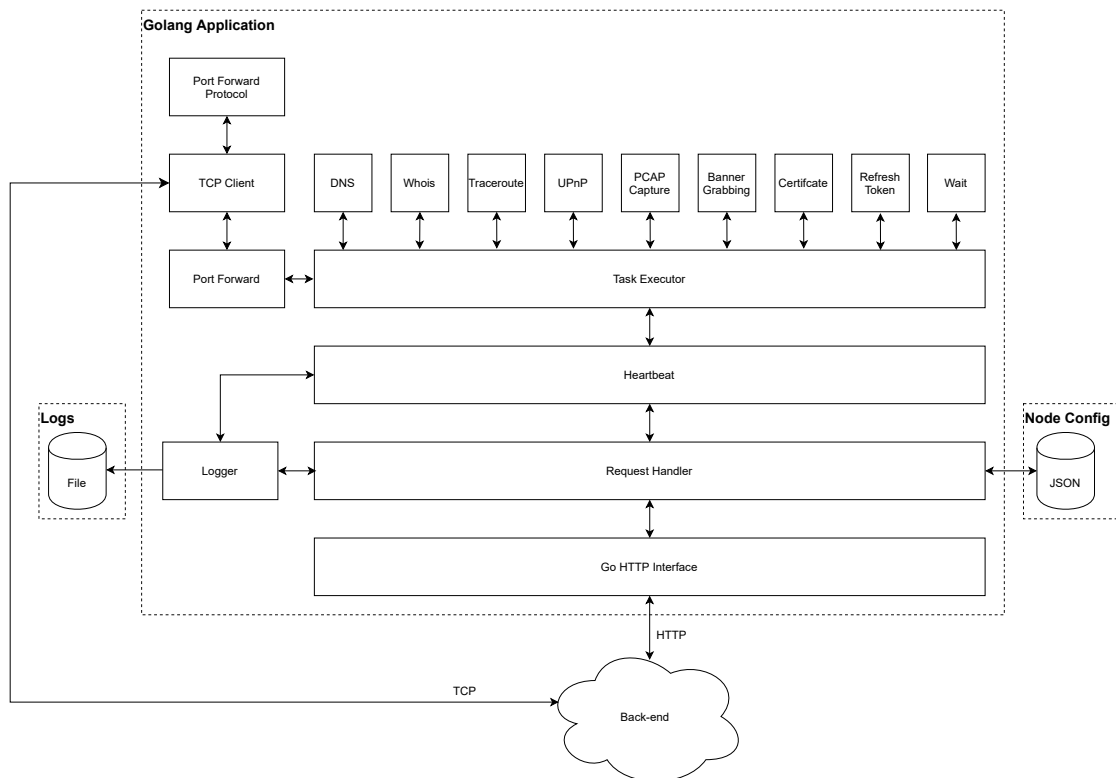 Golang Application
Port Forward
Protocol
TCP Client
DNS
Whois
Traceroute
UPnP
PCAP
Capture
Banner
Grabbing
Certifcate
Refresh
Token
Wait
Port Forward
Task Executor
Heartbeat
Logs
File
Logger
Request Handler
Node Config
JSON
Go HTTP Interface
HTTP
TCP
Back-end